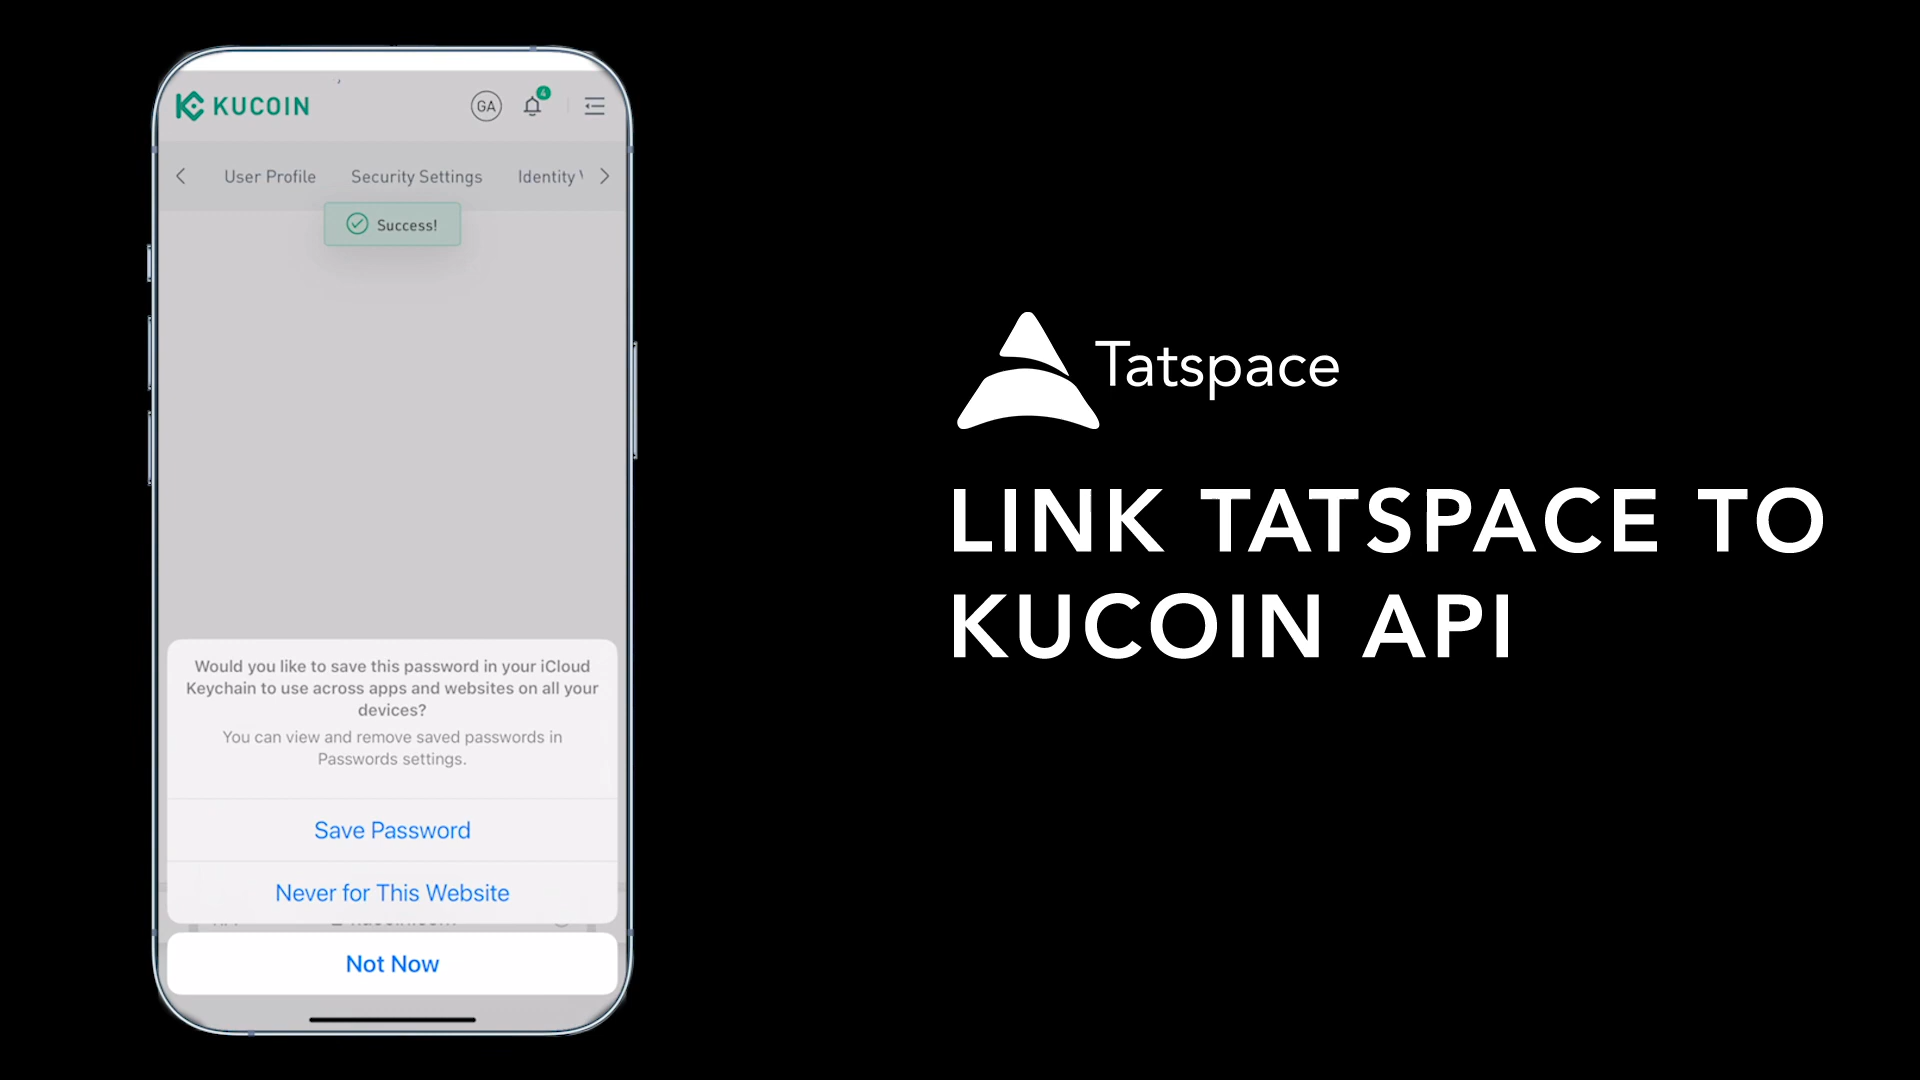 KUCOIN
GA
4
User Profile Security Settings Identity
Success!
Would you like to save this password in your iCloud
Keychain to use across apps and websites on all your
devices?
You can view and remove saved passwords in
Passwords settings.
Save Password
Never for This Website
Not Now
Tatspace
LINK TATSPACE TO
KUCOIN API